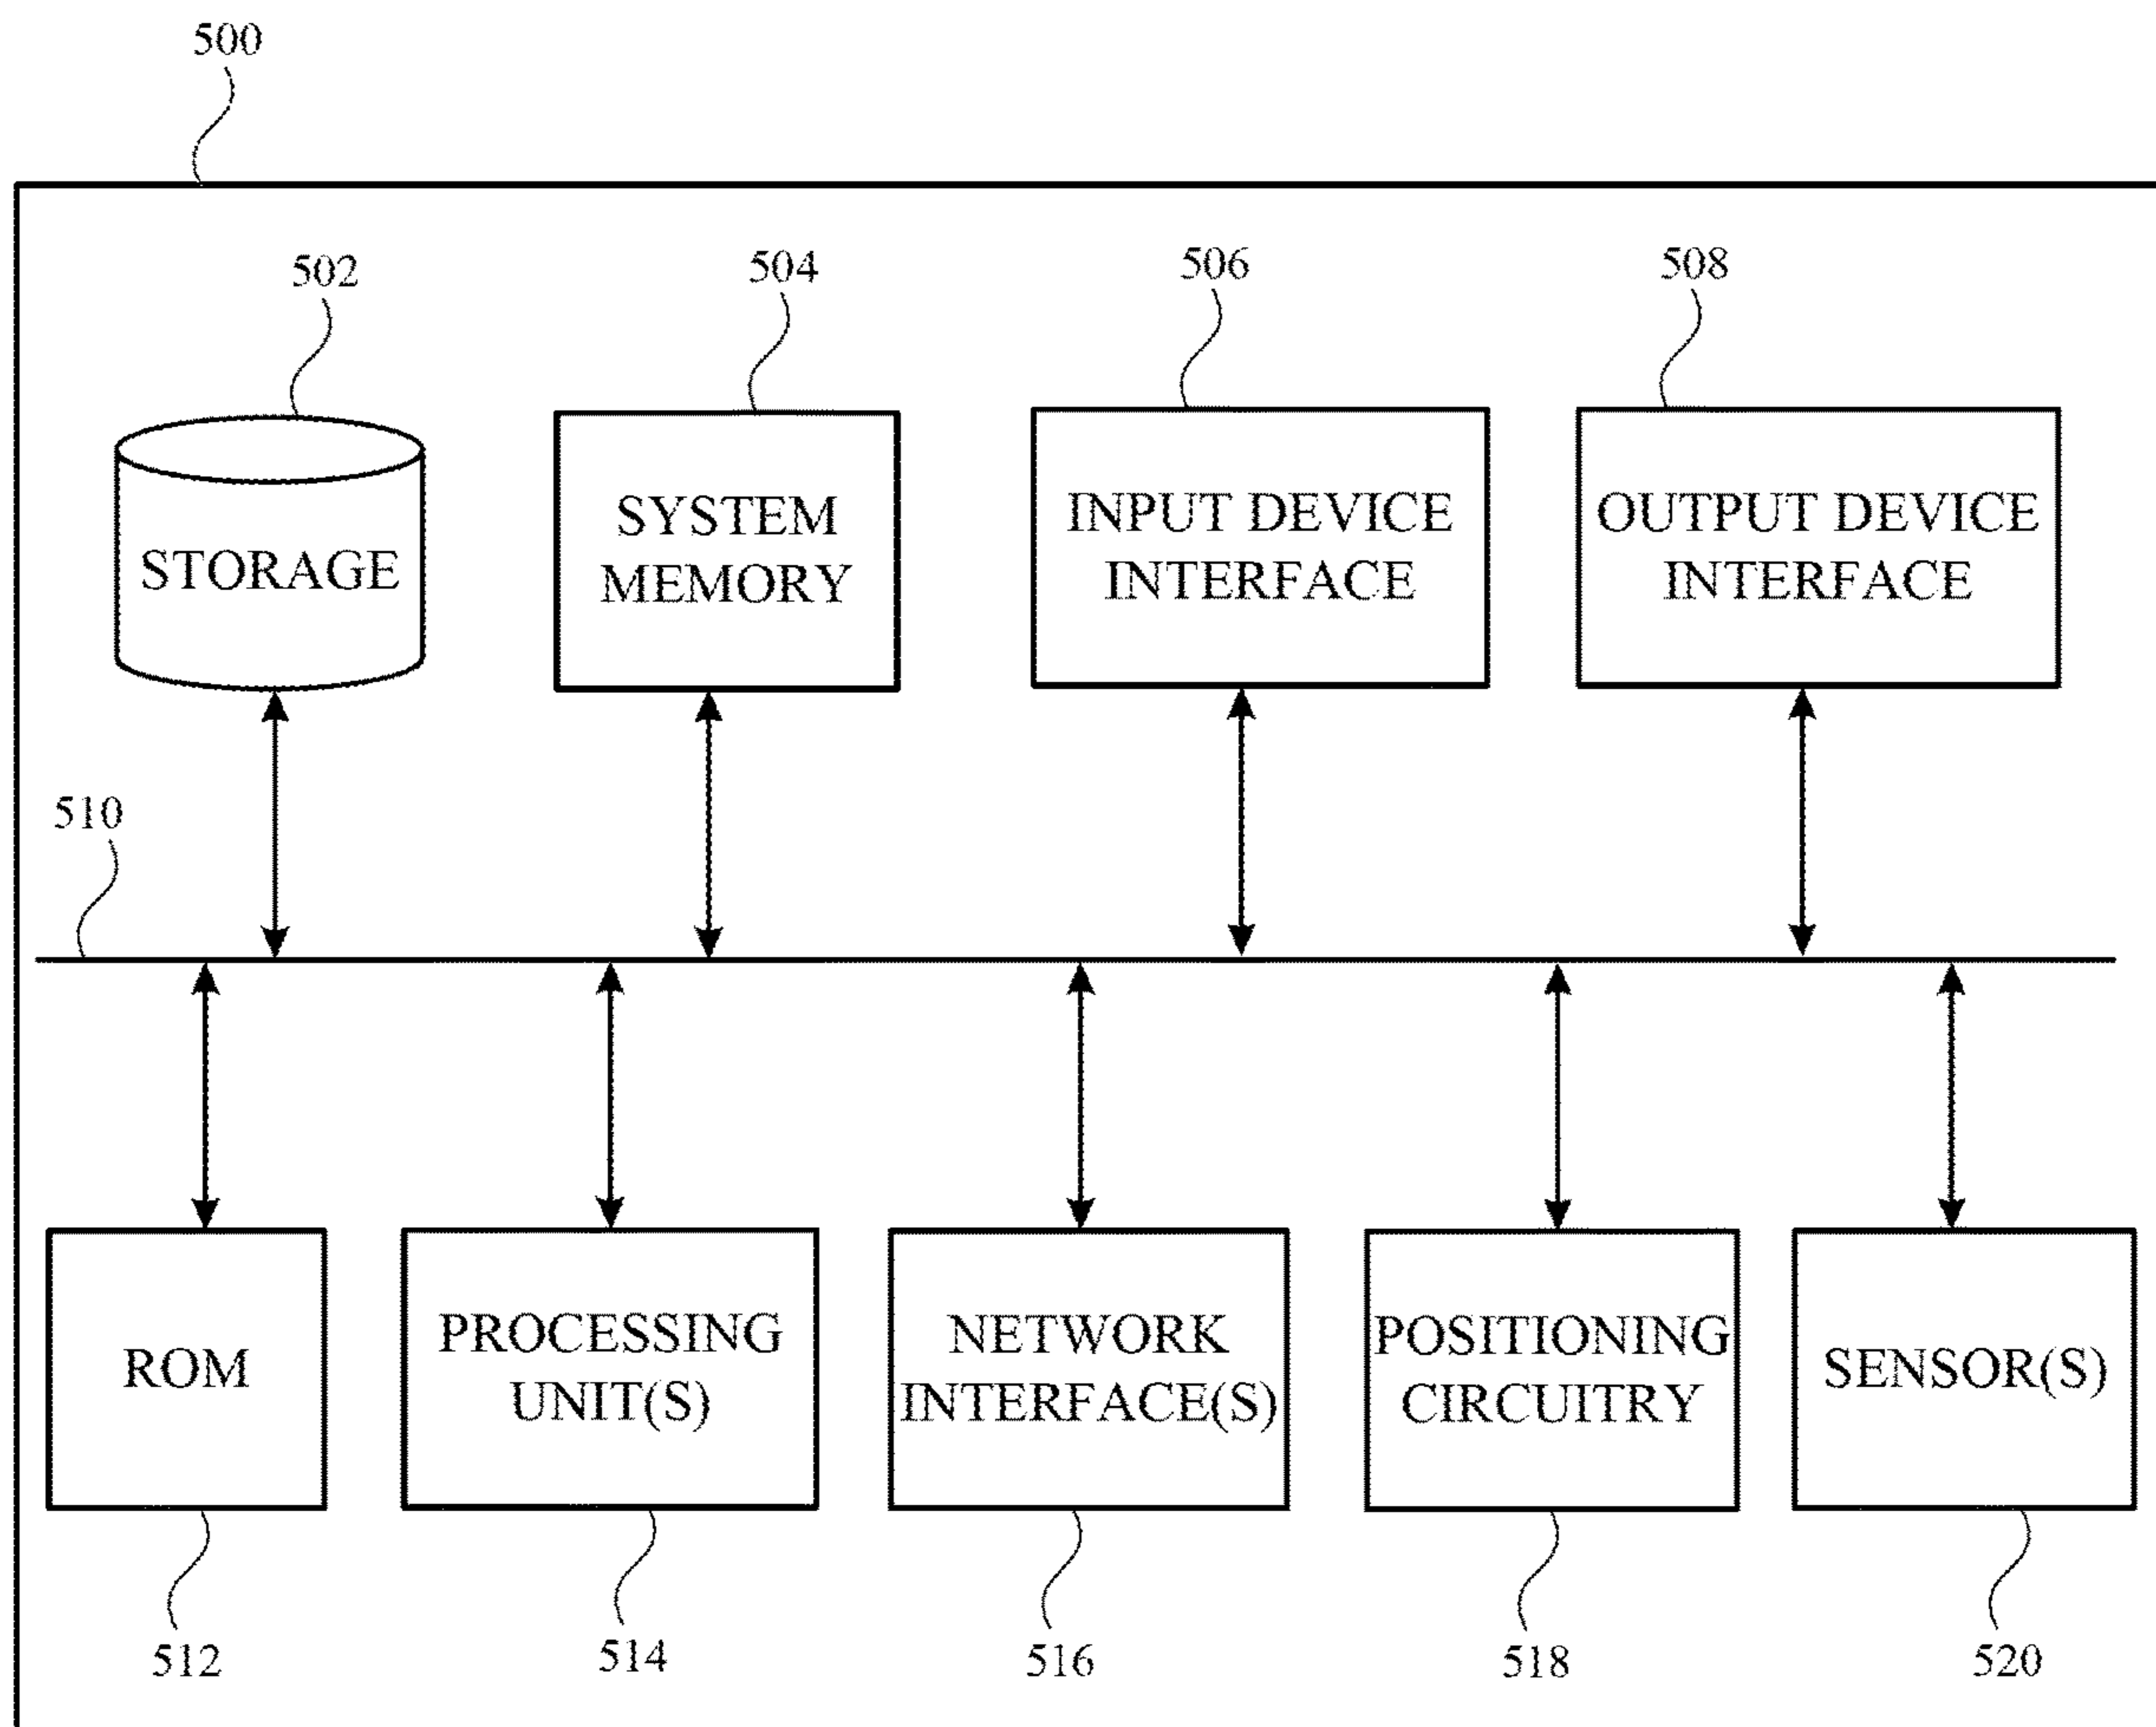 500
502
504
506
508
STORAGE
SYSTEM
MEMORY
INPUT DEVICE
INTERFACE
OUTPUT DEVICE
INTERFACE
510
ROM
PROCESSING
UNIT(S)
NETWORK
INTERFACE(S)
POSITIONING
CIRCUITRY
SENSOR(S)
512
514
516
518
520